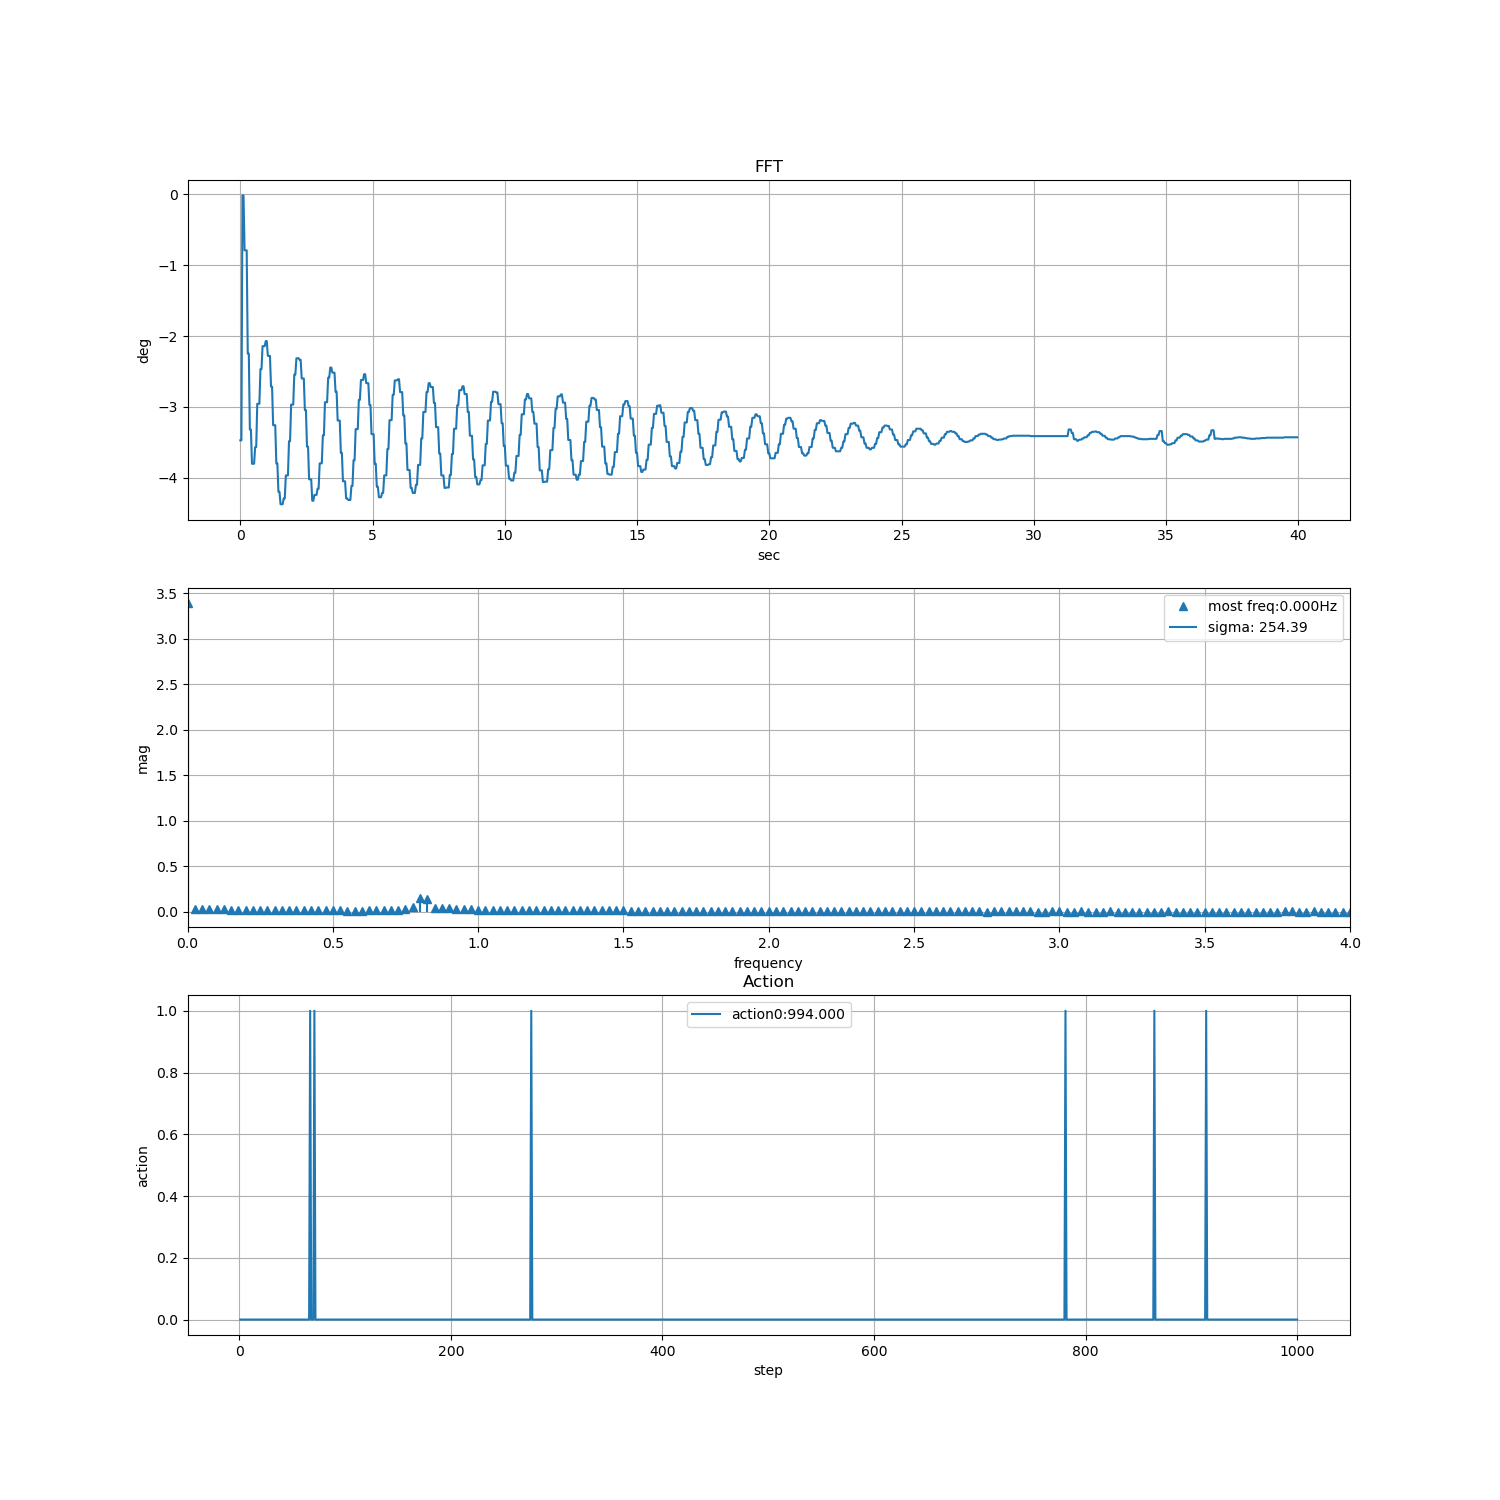 FFT
0
−1
−2
−3
−4
deg
0 5 10 15 20 25 30 35 40
sec
3.5
3.0
2.5
2.0
1.5
1.0
0.5
0.0
mag
most freq:0.000Hz
sigma: 254.39
0.0 0.5 1.0 1.5 2.0 2.5 3.0 3.5 4.0
frequency
Action
1.0
0.8
0.6
0.4
0.2
0.0
action
action0:994.000
0 200 400 600 800 1000
step